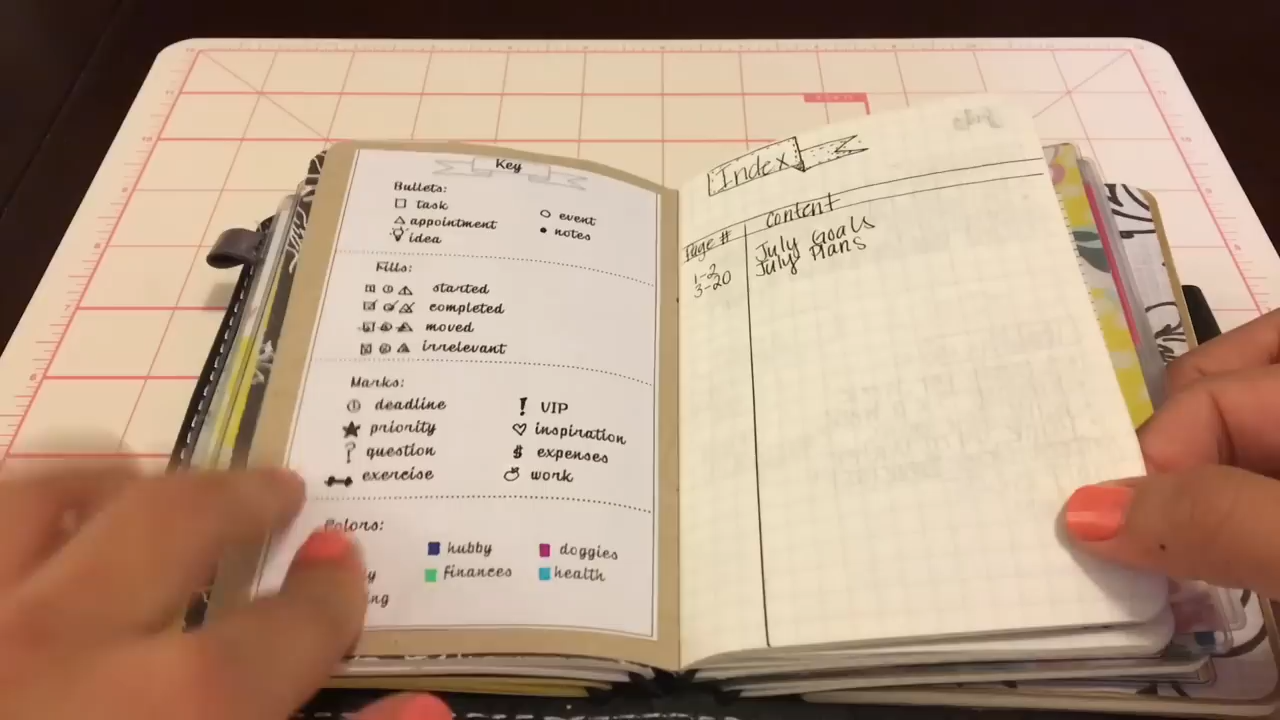 Key
Bullets:
task
appointment
idea
event
notes
Fills:
started
completed
moved
irrelevant
Marks:
deadline
priority
question
exercise
! VIP
inspiration
$ expenses
work
Colors:
hubby
doggies
finances
health
Index
Page # Content
1-2 July Goals
3-20 July Plans